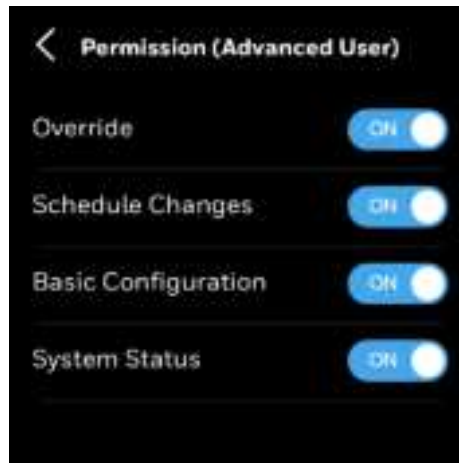 Permission (Advanced User)
Override ON
Schedule Changes ON
Basic Configuration ON
System Status ON